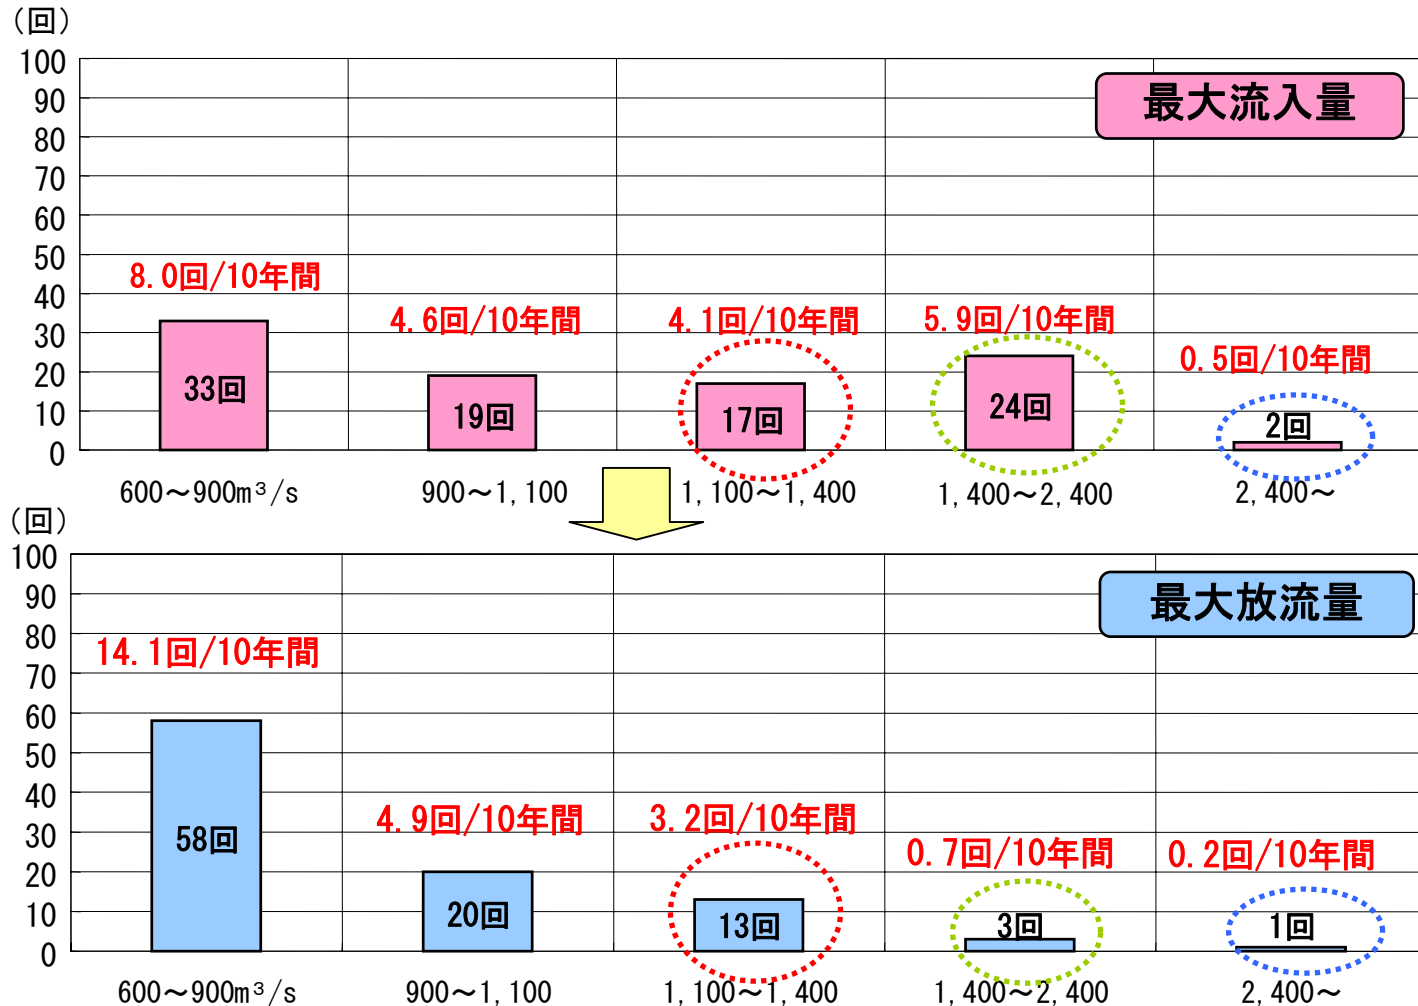 (回)
100
90
80
70
60
50
40
30
20
10
0
最大流入量
8.0回/10年間
4.6回/10年間
4.1回/10年間
5.9回/10年間
0.5回/10年間
33回
19回
17回
24回
2回
600～900m³/s
900～1,100
1,100～1,400
1,400～2,400
2,400～
(回)
100
90
80
70
60
50
40
30
20
10
0
最大放流量
14.1回/10年間
4.9回/10年間
3.2回/10年間
0.7回/10年間
0.2回/10年間
58回
20回
13回
3回
1回
600～900m³/s
900～1,100
1,100～1,400
1,400～2,400
2,400～